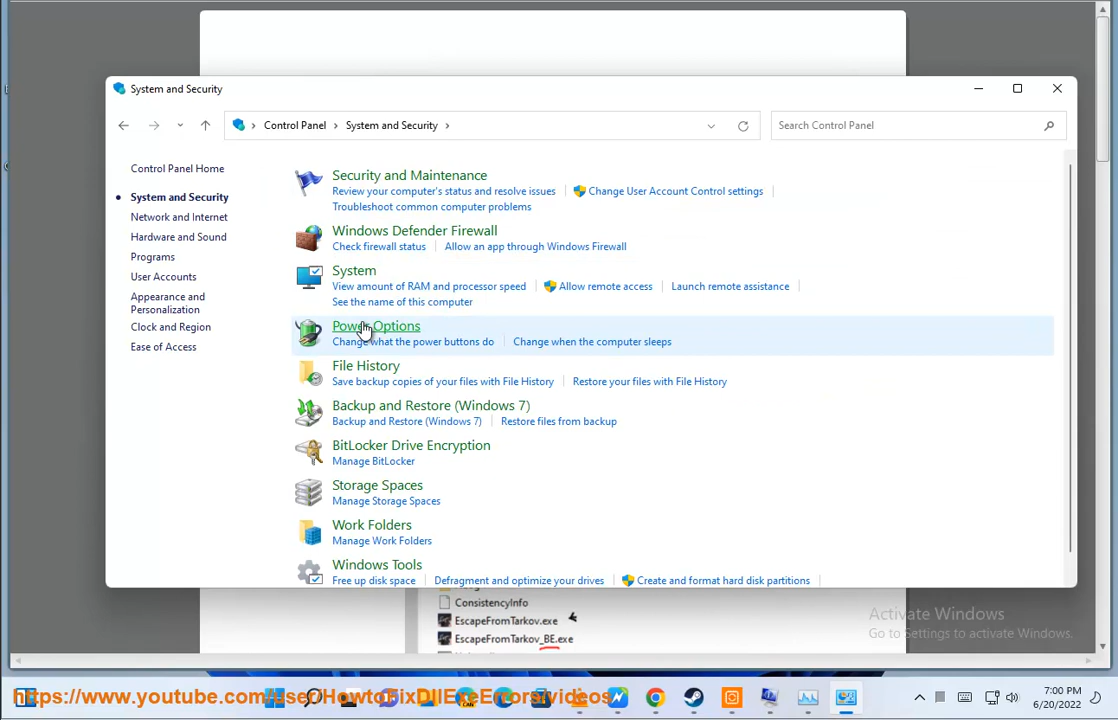 System and Security
Control Panel > System and Security >
Search Control Panel
Control Panel Home
System and Security
Network and Internet
Hardware and Sound
Programs
User Accounts
Appearance and
Personalization
Clock and Region
Ease of Access
Security and Maintenance
Review your computer's status and resolve issues | Change User Account Control settings |
Troubleshoot common computer problems
Windows Defender Firewall
Check firewall status | Allow an app through Windows Firewall
System
View amount of RAM and processor speed | Allow remote access | Launch remote assistance |
See the name of this computer
Power Options
Change what the power buttons do | Change when the computer sleeps
File History
Save backup copies of your files with File History | Restore your files with File History
Backup and Restore (Windows 7)
Backup and Restore (Windows 7) | Restore files from backup
BitLocker Drive Encryption
Manage BitLocker
Storage Spaces
Manage Storage Spaces
Work Folders
Manage Work Folders
Windows Tools
Free up disk space | Defragment and optimize your drives | Create and format hard disk partitions |
ConsistencyInfo
EscapeFromTarkov.exe
EscapeFromTarkov_BE.exe
Activate Windows
Go to Settings to activate Windows.
https://www.youtube.com/user/HowtoFixDllExeErrors/videos
7:00 PM
6/20/2022